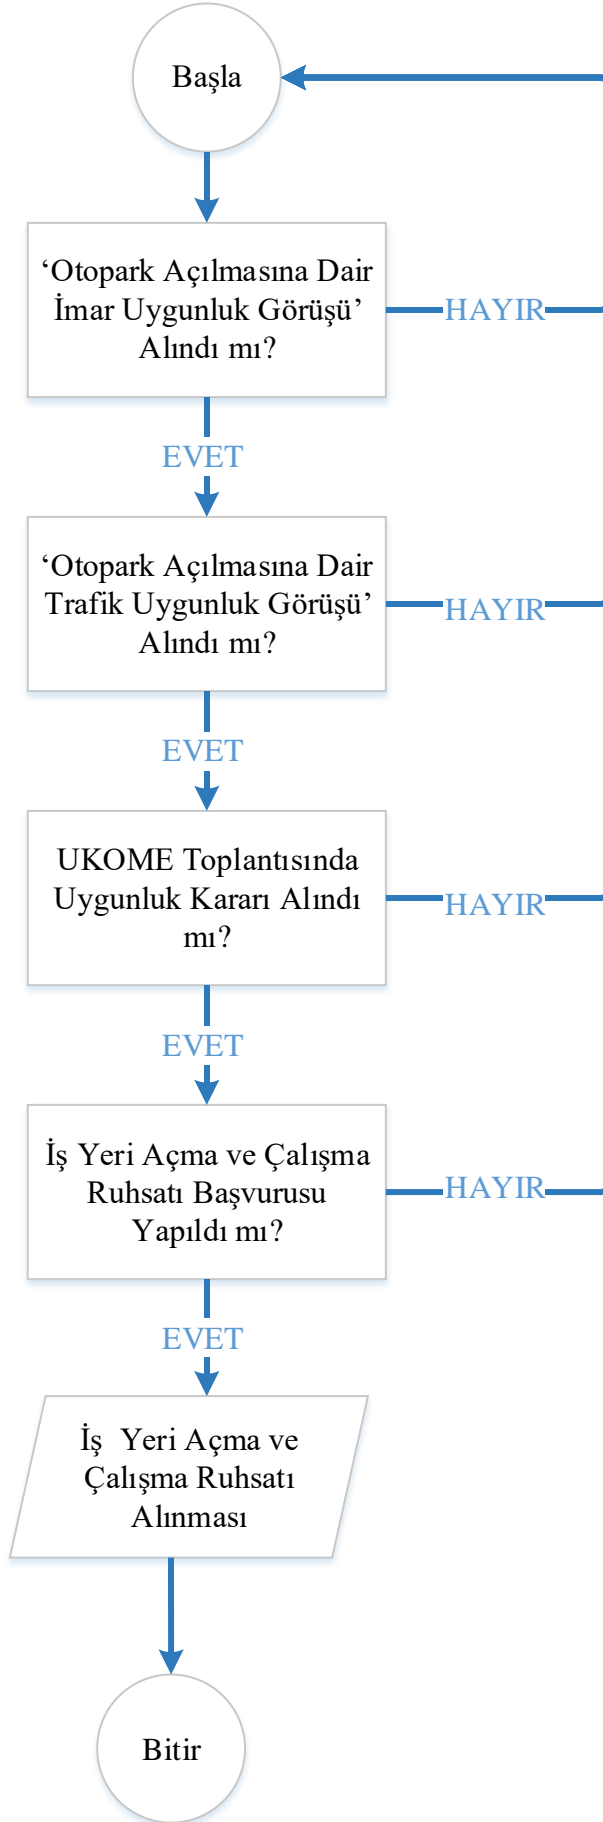 Başla
‘Otopark Açılmasına Dair
İmar Uygunluk Görüşü’
Alındı mı?
HAYIR
EVET
‘Otopark Açılmasına Dair
Trafik Uygunluk Görüşü’
Alındı mı?
HAYIR
EVET
UKOME Toplantısında
Uygunluk Kararı Alındı
mı?
HAYIR
EVET
İş Yeri Açma ve Çalışma
Ruhsatı Başvurusu
Yapıldı mı?
HAYIR
EVET
İş Yeri Açma ve
Çalışma Ruhsatı
Alınması
Bitir